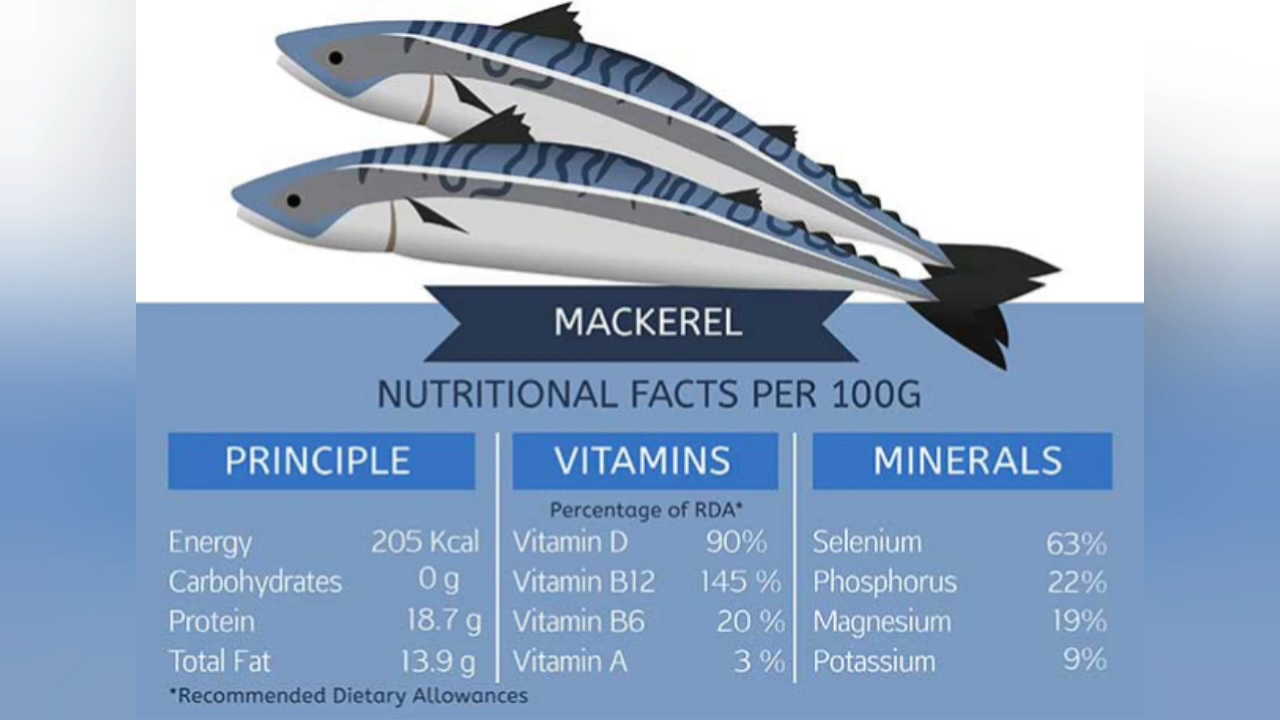 MACKEREL
NUTRITIONAL FACTS PER 100G
PRINCIPLE
Energy 205 Kcal
Carbohydrates 0 g
Protein 18.7 g
Total Fat 13.9 g
VITAMINS
Percentage of RDA*
Vitamin D 90%
Vitamin B12 145 %
Vitamin B6 20 %
Vitamin A 3 %
MINERALS
Selenium 63%
Phosphorus 22%
Magnesium 19%
Potassium 9%
*Recommended Dietary Allowances